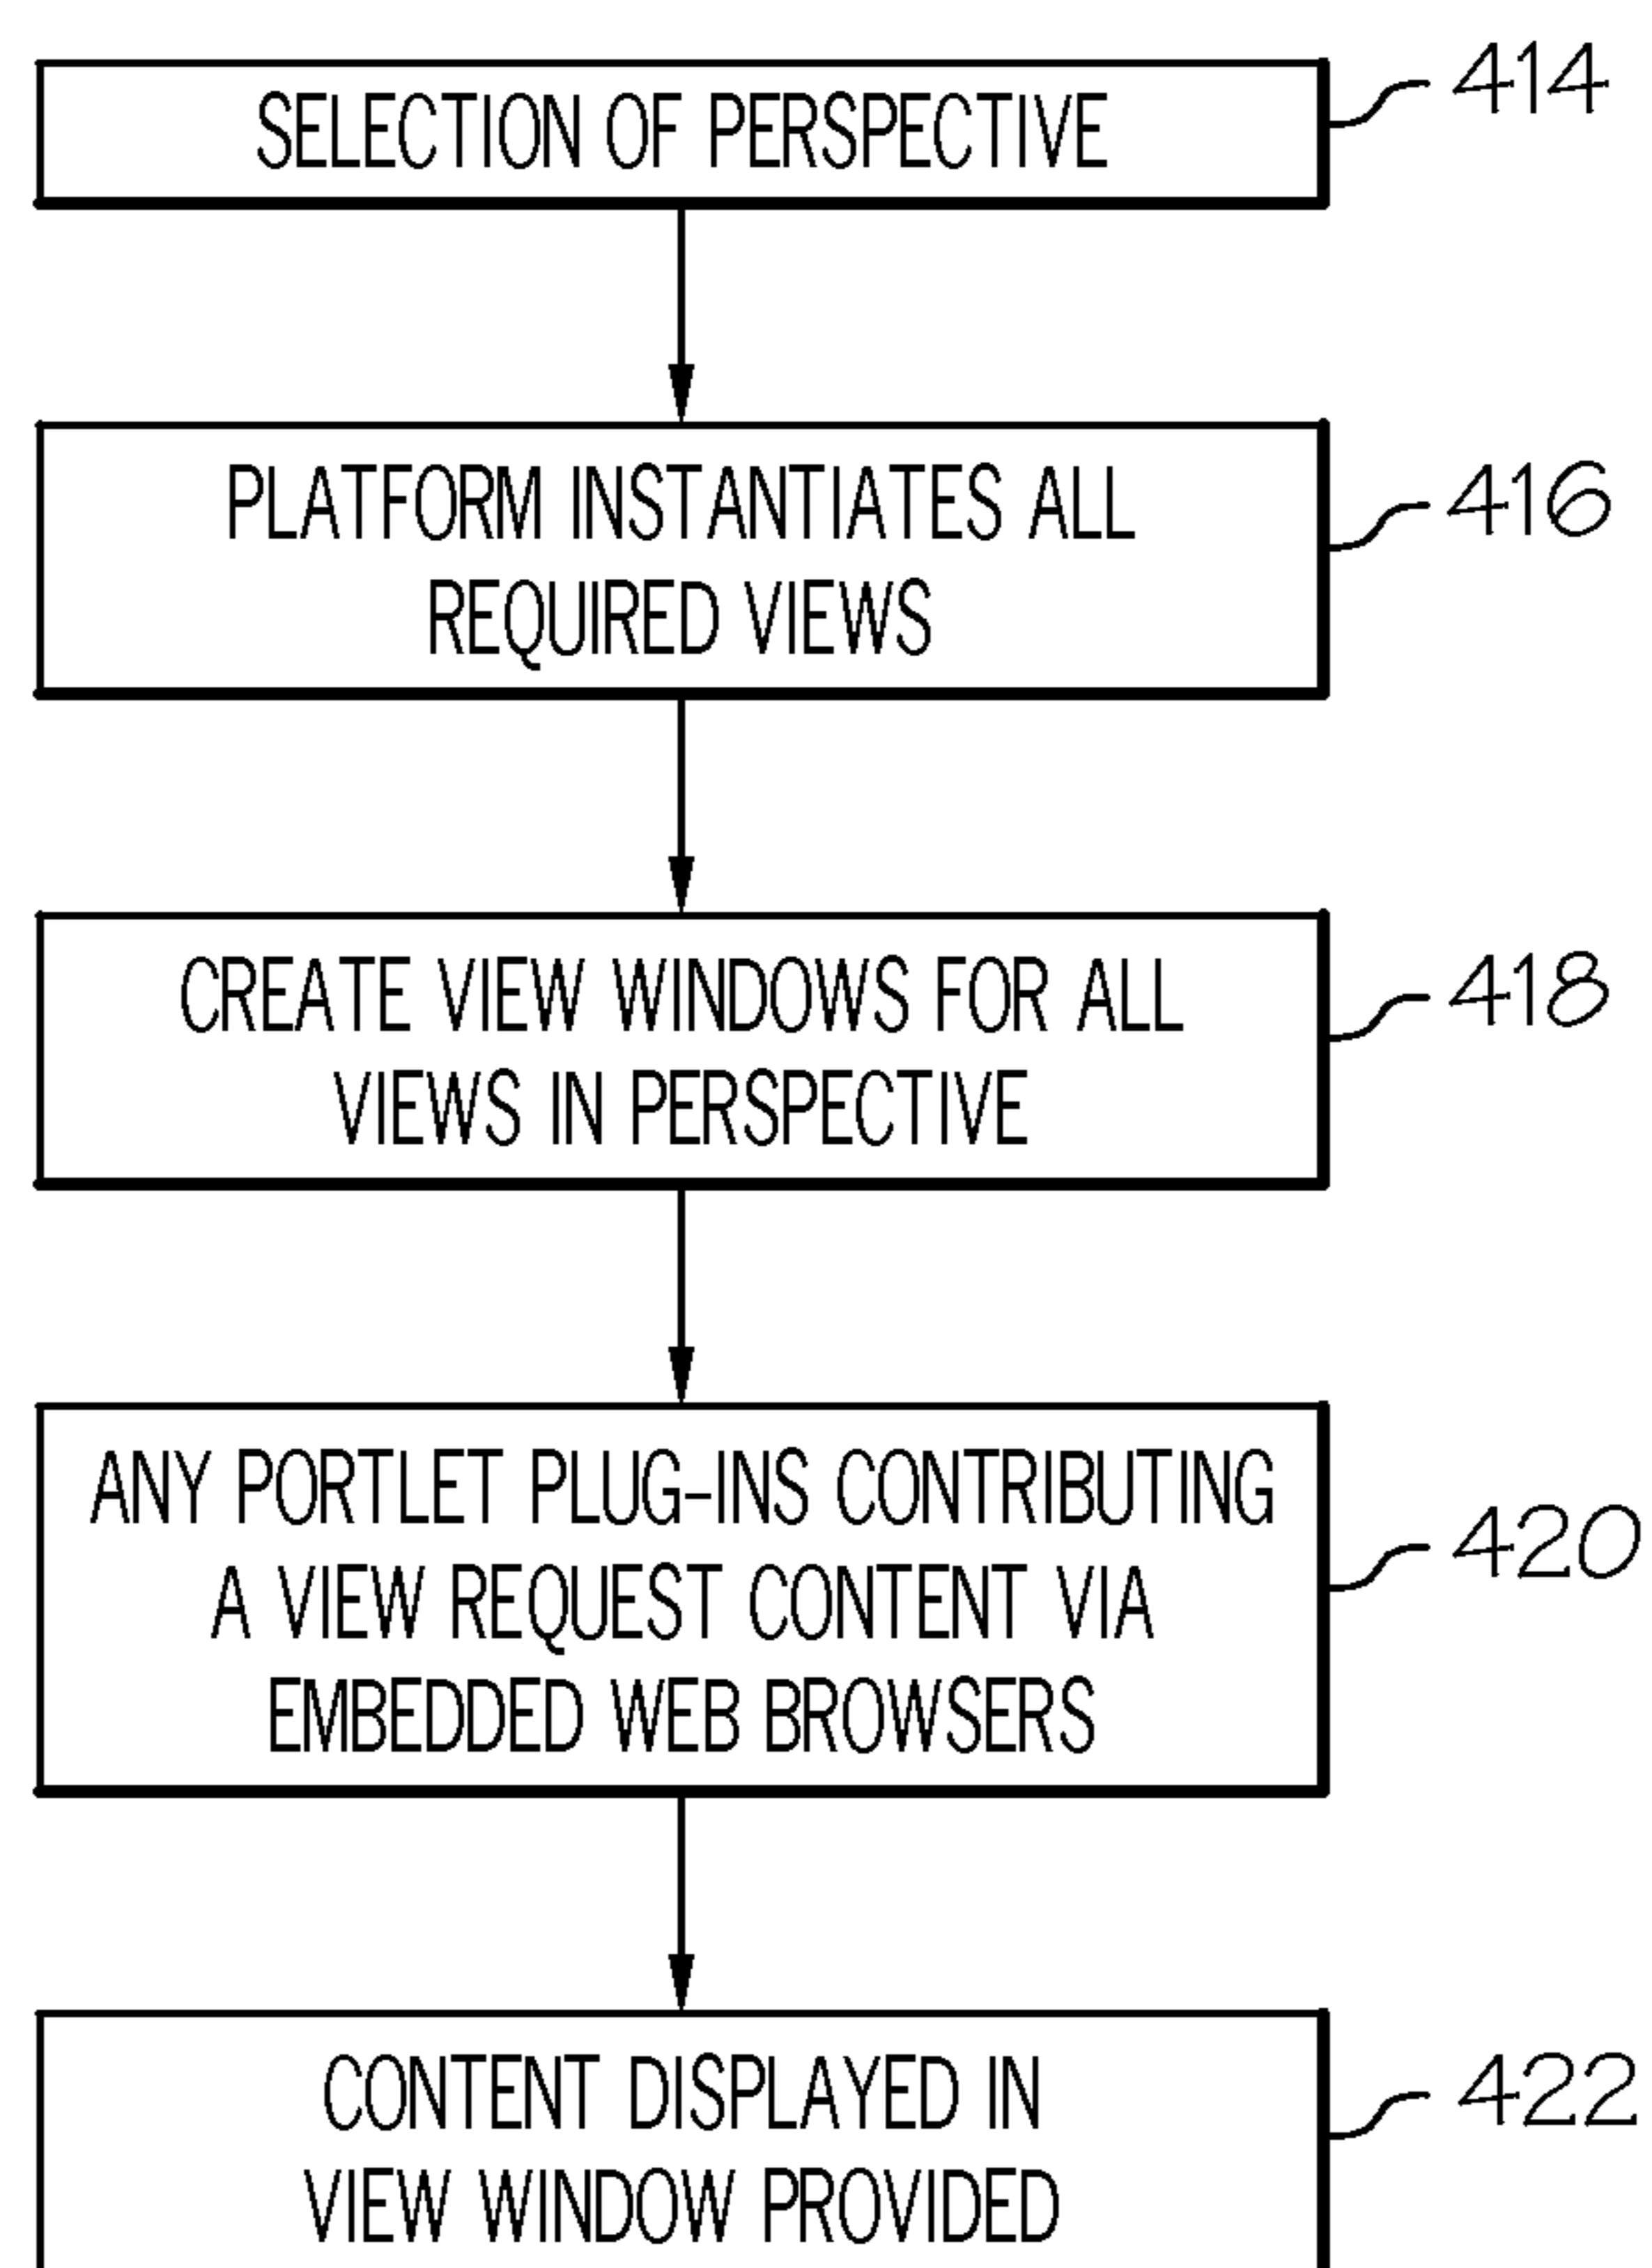 SELECTION OF PERSPECTIVE
414
PLATFORM INSTANTIATES ALL
REQUIRED VIEWS
416
CREATE VIEW WINDOWS FOR ALL
VIEWS IN PERSPECTIVE
418
ANY PORTLET PLUG-INS CONTRIBUTING
A VIEW REQUEST CONTENT VIA
EMBEDDED WEB BROWSERS
420
CONTENT DISPLAYED IN
VIEW WINDOW PROVIDED
422